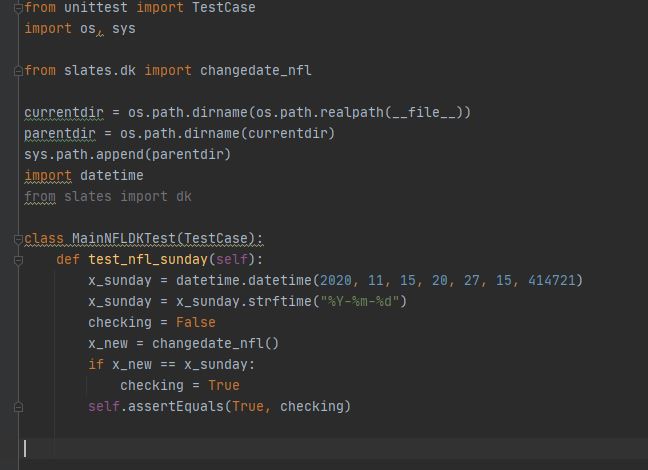 from unittest import TestCase
import os, sys
from slates.dk import changedate_nfl
currentdir = os.path.dirname(os.path.realpath(__file__))
parentdir = os.path.dirname(currentdir)
sys.path.append(parentdir)
import datetime
from slates import dk
class MainNFLDKTest(TestCase):
    def test_nfl_sunday(self):
        x_sunday = datetime.datetime(2020, 11, 15, 20, 27, 15, 414721)
        x_sunday = x_sunday.strftime("%Y-%m-%d")
        checking = False
        x_new = changedate_nfl()
        if x_new == x_sunday:
            checking = True
        self.assertEquals(True, checking)